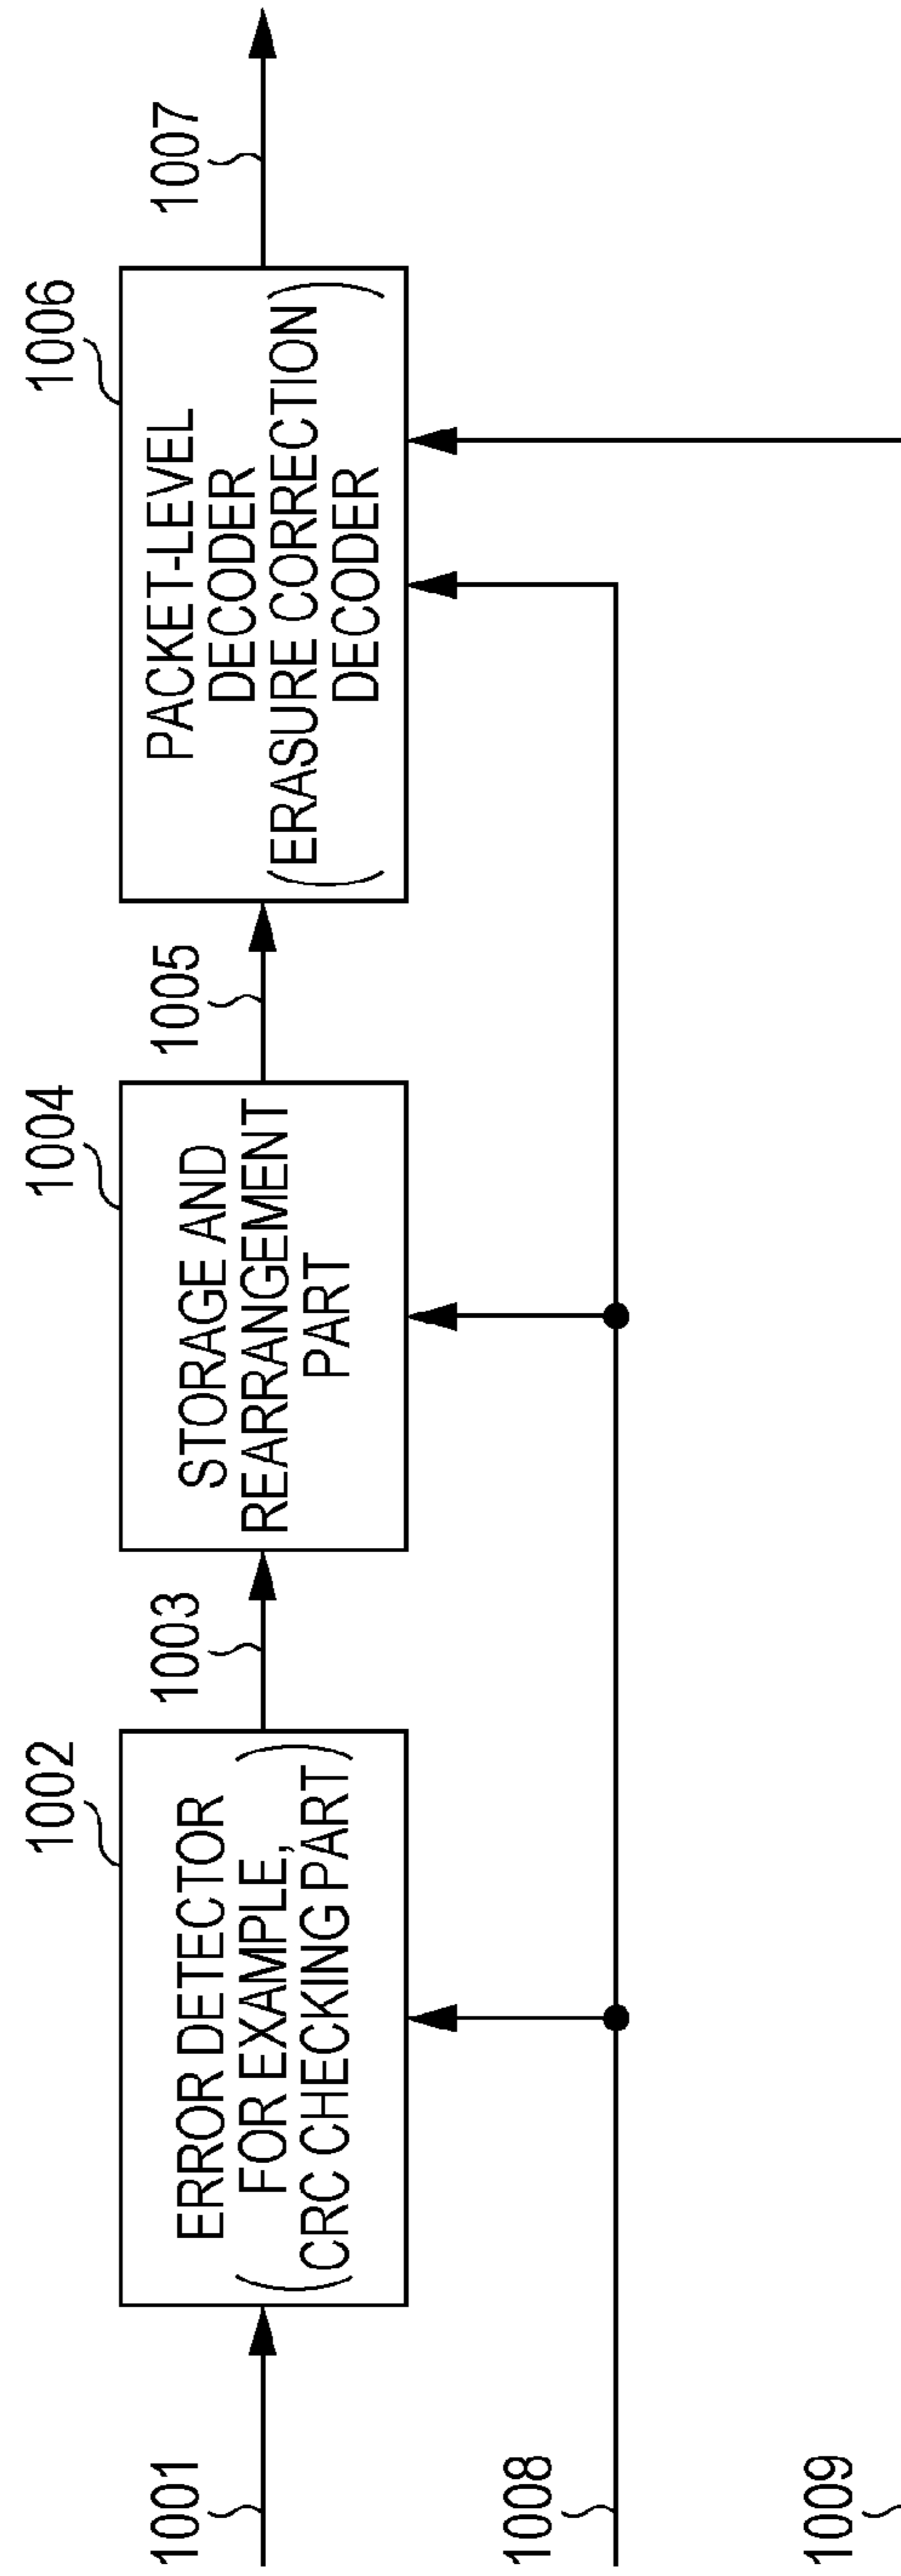 1002
1004
1006
1001
ERROR DETECTOR
(FOR EXAMPLE,
CRC CHECKING PART)
1003
STORAGE AND
REARRANGEMENT
PART
1005
PACKET-LEVEL
DECODER
(ERASURE CORRECTION
DECODER)
1007
1008
1009